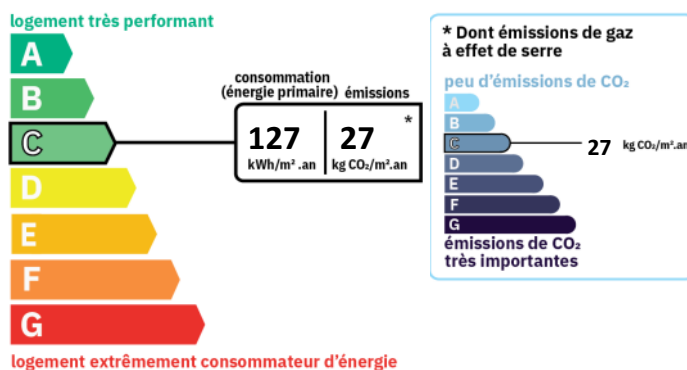 logement très performant
A
B
C
D
E
F
G
logement extrêmement consommateur d'énergie
consommation
(énergie primaire) émissions
*
127 27
kWh/m² .an kg CO₂/m².an
* Dont émissions de gaz
à effet de serre
peu d'émissions de CO₂
A
B
C
27 kg CO₂/m².an
D
E
F
G
émissions de CO₂
très importantes